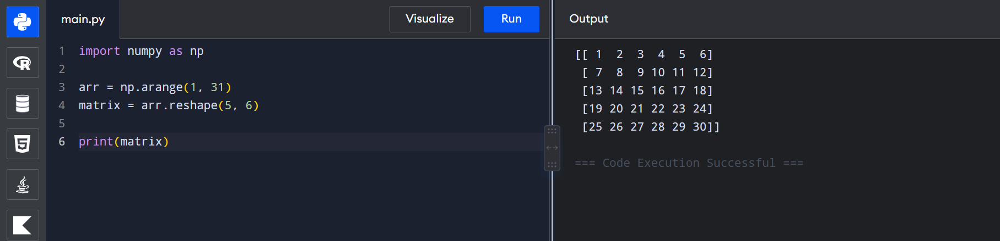 main.py
Visualize
Run
Output
1 import numpy as np
2
3 arr = np.arange(1, 31)
4 matrix = arr.reshape(5, 6)
5
6 print(matrix)
[[ 1  2  3  4  5  6]
 [ 7  8  9 10 11 12]
 [13 14 15 16 17 18]
 [19 20 21 22 23 24]
 [25 26 27 28 29 30]]
=== Code Execution Successful ===